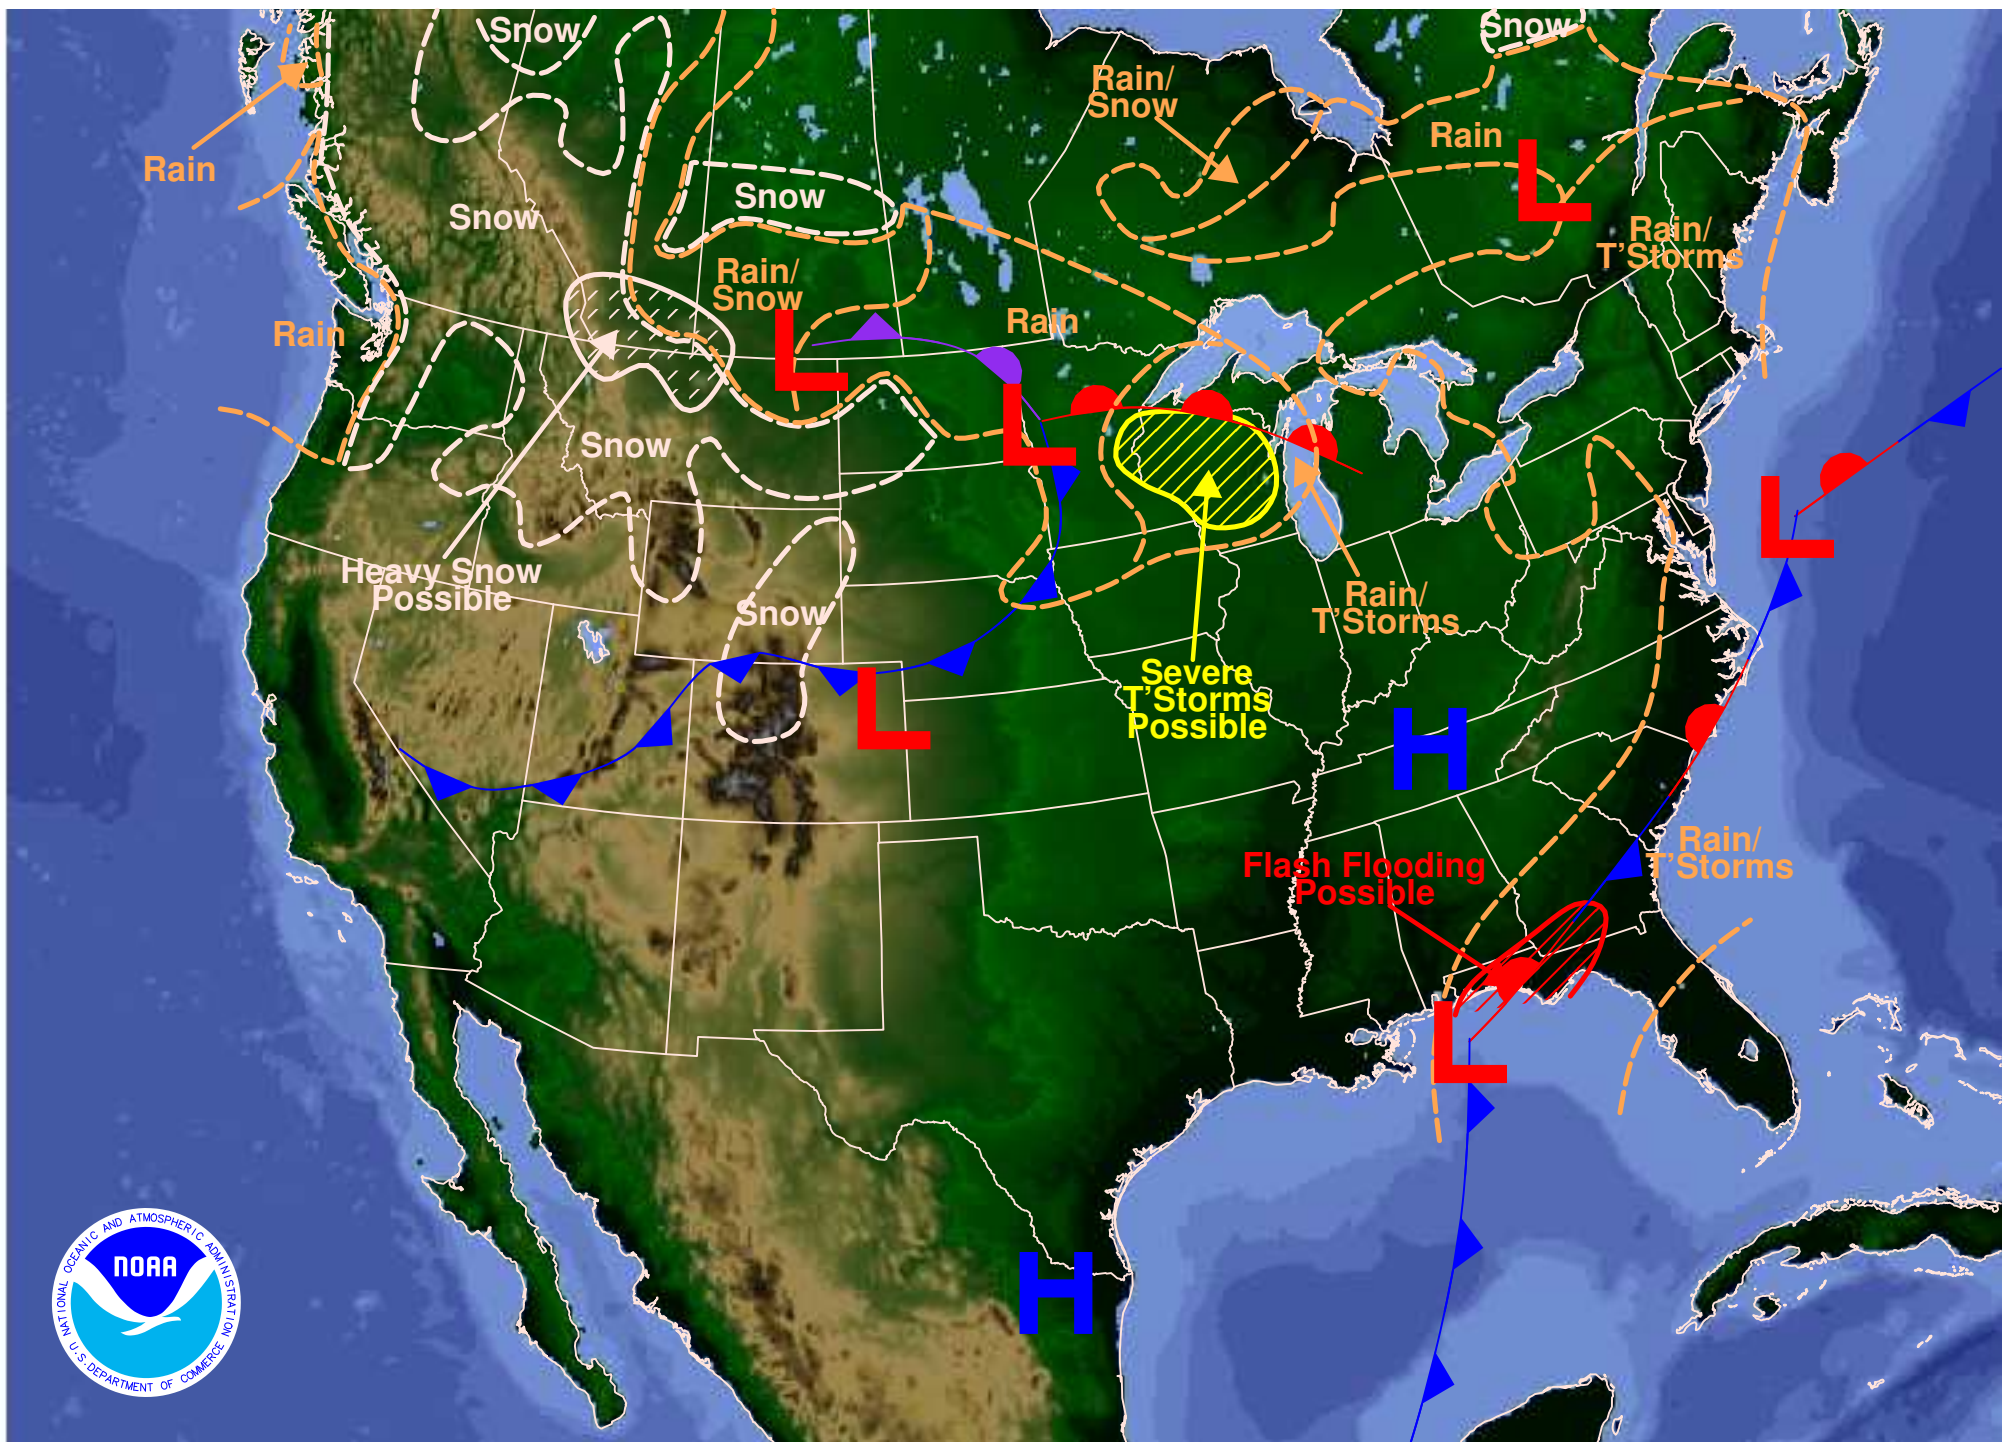 Snow
Snow
Rain/
Snow
Rain
Rain
Snow
Snow
Rain/
T'Storms
Rain/
Snow
Rain
Rain
L
L
L
Snow
L
Heavy Snow
Possible
Rain/
T'Storms
Snow
Severe
T'Storms
Possible
L
H
Rain/
T'Storms
Flash Flooding
Possible
L
H
NATIONAL OCEANIC AND ATMOSPHERIC ADMINISTRATION
NOAA
U.S. DEPARTMENT OF COMMERCE